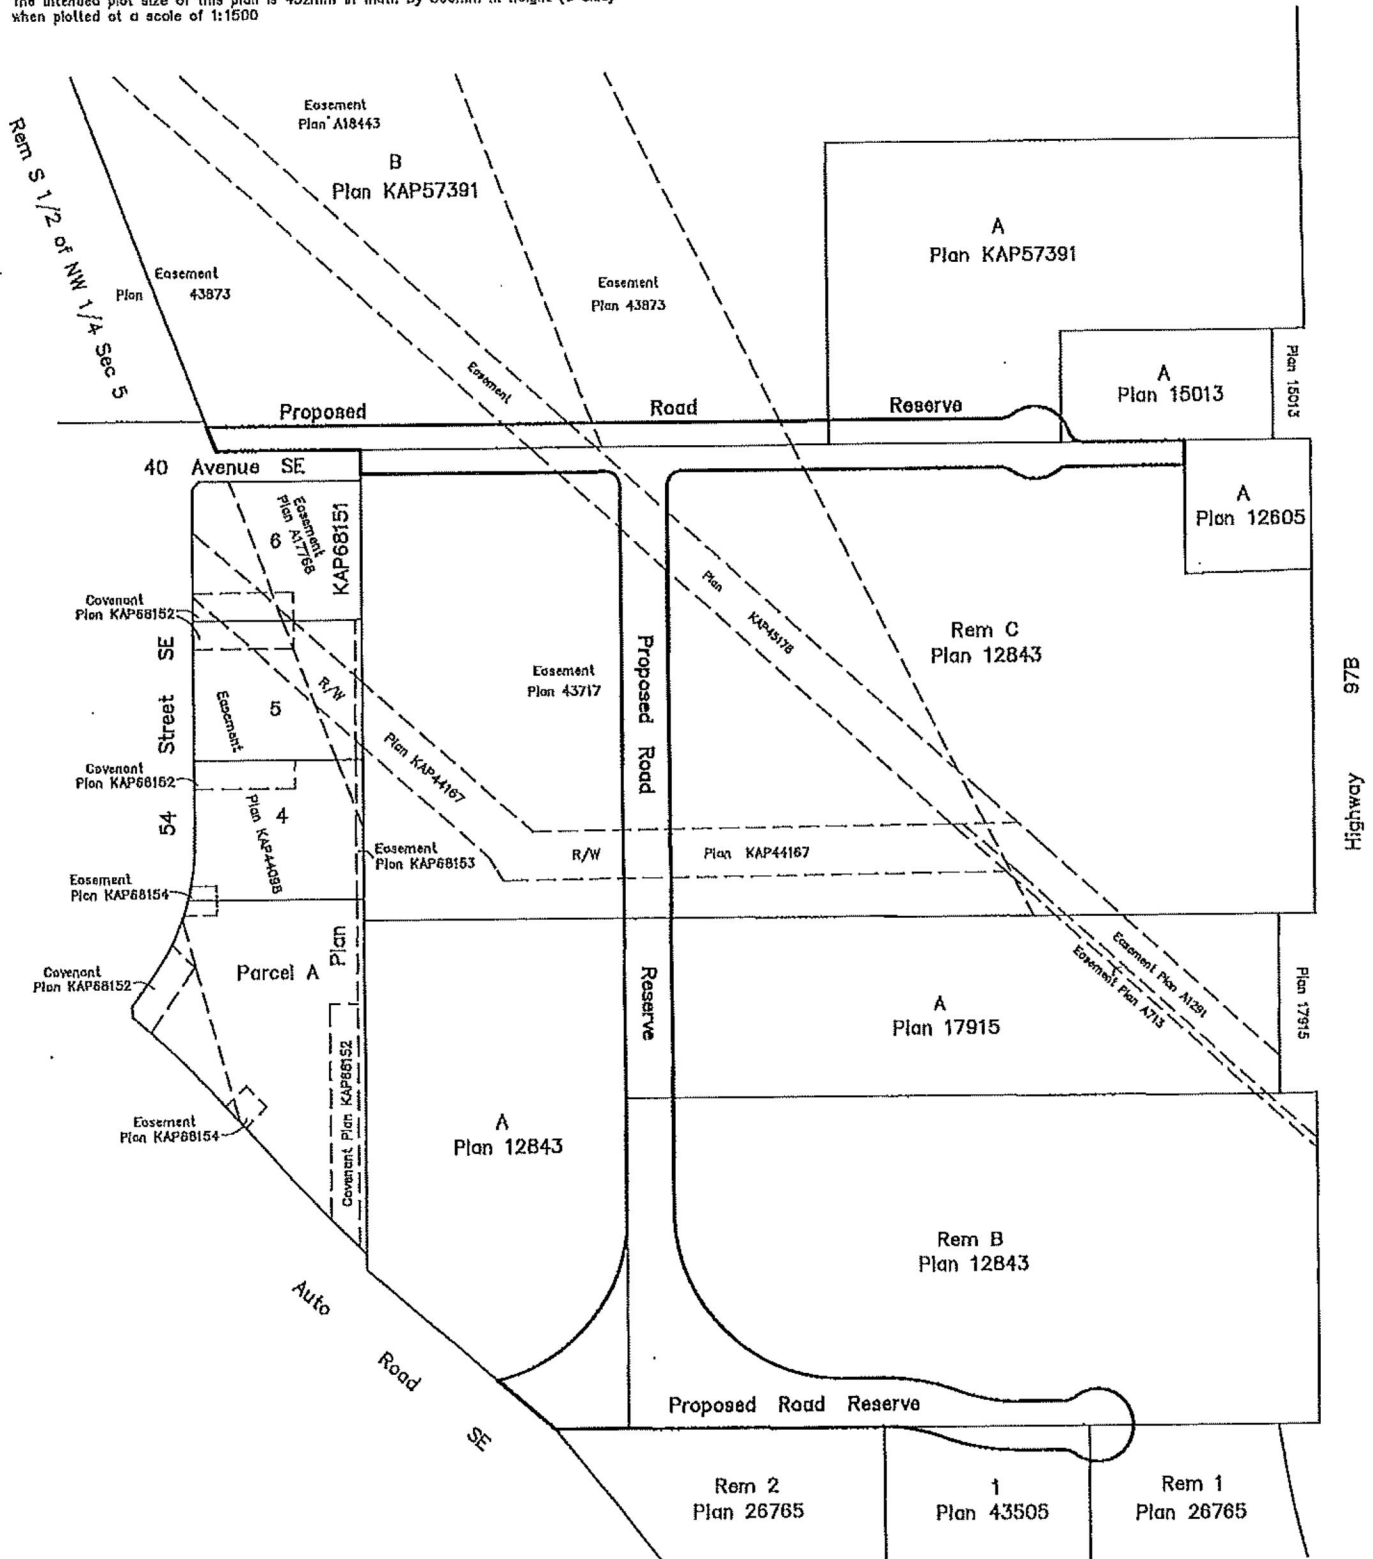 when plotted at a scale of 1:1500
Easement
Plan A18443
B
Plan KAP57391
Rem S 1/2 of NW 1/4 Sec 5
A
Plan KAP57391
Easement
Plan 43873
Easement
Plan 43873
Easement
A
Plan 15013
Plan 15013
Proposed Road Reserve
40 Avenue SE
A
Plan 12605
6
Easement
Plan A17768
KAP68151
Covenant
Plan KAP68152
Plan KAP45178
Rem C
Plan 12843
54 Street SE
R/W
Easement
Plan 43717
Proposed Road
Highway 97B
Easement
5
Plan KAP44167
Covenant
Plan KAP68152
4
Plan KAP44098
Easement
Plan KAP68153
R/W
Plan KAP44167
Easement
Plan KAP68154
Parcel A
Plan
Reserve
Easement Plan A1291
Easement Plan A713
Covenant
Plan KAP68152
A
Plan 17915
Plan 17915
Covenant Plan KAP68152
Easement
Plan KAP68154
A
Plan 12843
Rem B
Plan 12843
Auto Road SE
Proposed Road Reserve
Rem 2
Plan 26765
1
Plan 43505
Rem 1
Plan 26765